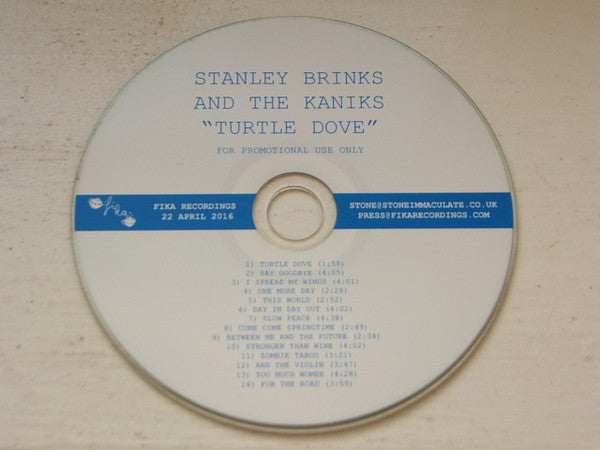 STANLEY BRINKS
AND THE KANIKS
"TURTLE DOVE"
FOR PROMOTIONAL USE ONLY
fika
FIKA RECORDINGS
22 APRIL 2016
STONE@STONEIMMACULATE.CO.UK
PRESS@FIKARECORDINGS.COM
1) TURTLE DOVE (1:59)
2) SAY GOODBYE (4:05)
3) I SPREAD MY WINGS (4:01)
4) ONE MORE DAY (2:28)
5) THIS WORLD (2:52)
6) DAY IN DAY OUT (4:02)
7) SLOW PEACE (4:38)
8) COME COME SPRINGTIME (2:49)
9) BETWEEN ME AND THE FUTURE (2:34)
10) STRONGER THAN WINE (4:02)
11) ZOMBIE TABOO (3:21)
12) AND THE VIOLIN (3:47)
13) TOO MUCH WOMEN (4:28)
14) FOR THE ROAD (3:59)